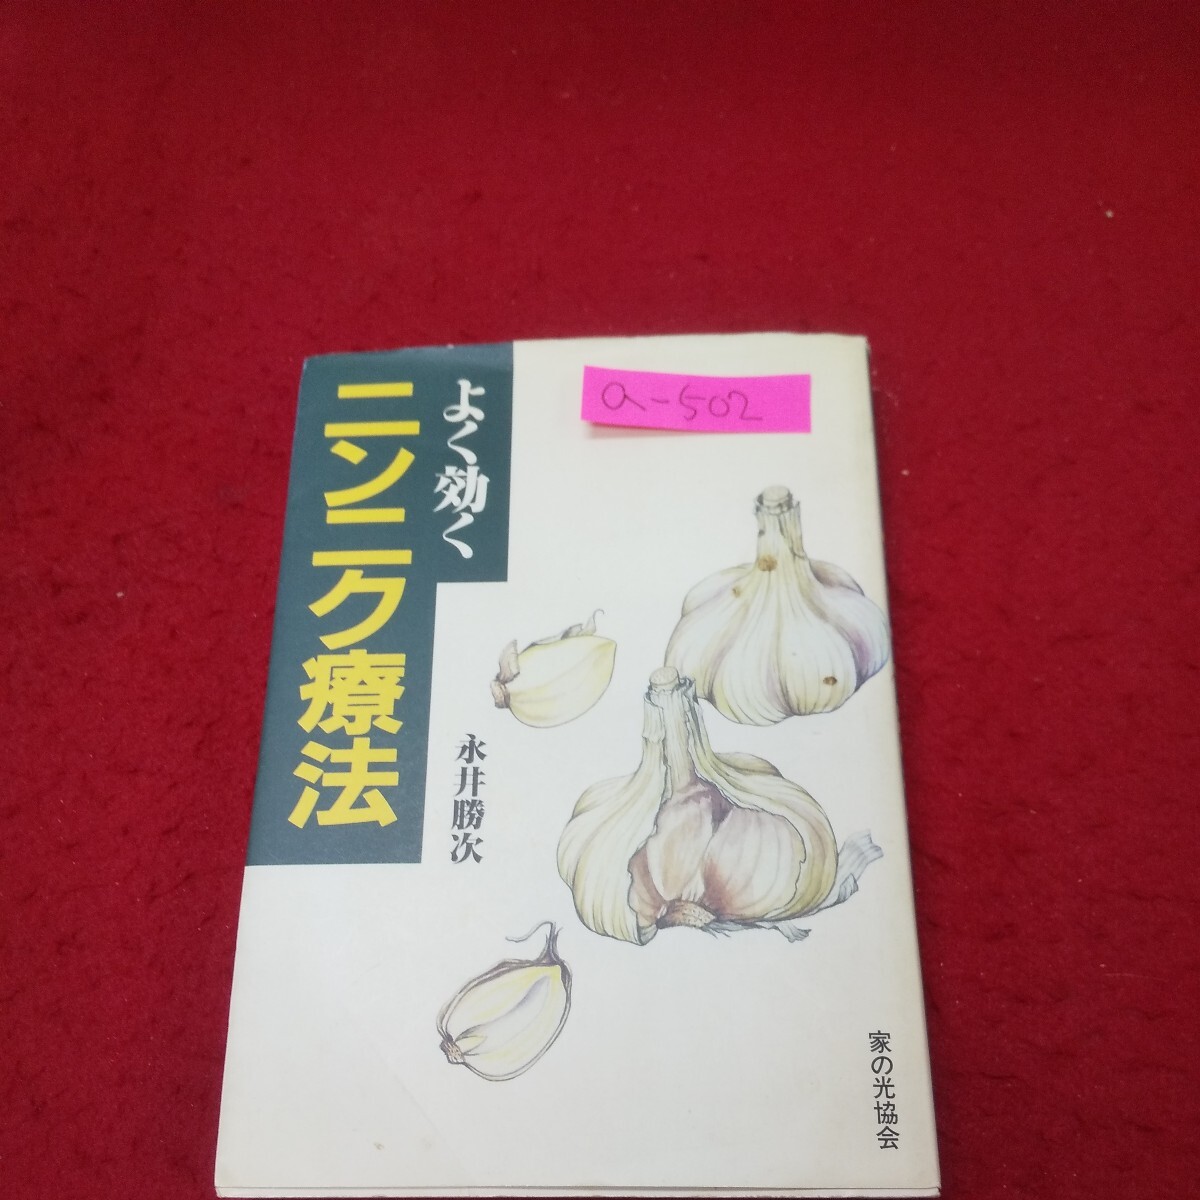 a-502
よく効く
ニンニク療法
永井勝次
家の光協会